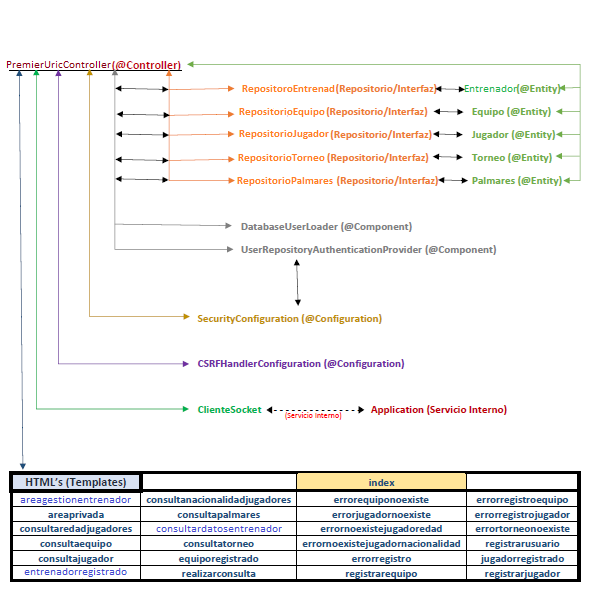 PremierUricController(@Controller)
RepositoroEntrenad (Repositorio/Interfaz) Entrenador(@Entity)
RepositorioEquipo (Repositorio/Interfaz) Equipo (@Entity)
RepositorioJugador (Repositorio/Interfaz) Jugador (@Entity)
RepositorioTorneo (Repositorio/Interfaz) Torneo (@Entity)
RepositorioPalmares (Repositorio/Interfaz) Palmares (@Entity)
DatabaseUserLoader (@Component)
UserRepositoryAuthenticationProvider (@Component)
SecurityConfiguration (@Configuration)
CSRFHandlerConfiguration (@Configuration)
ClienteSocket (Servicio Interno) Application (Servicio Interno)
HTML's (Templates) index
areagestionentrenador consultanacionalidadjugadores errorequiponoexiste errorregistroequipo
areaprivada consultapalmares errorjugadornoexiste errorregistrojugador
consultaredadjugadores consultardatosentrenador errornoexistejugadoredad errortorneonoexiste
consultaequipo consultatorneo errornoexistejugadornacionalidad registrarusuario
consultajugador equiporegistrado errorregistro jugadorregistrado
entrenadorregistrado realizarconsulta registrarequipo registrarjugador